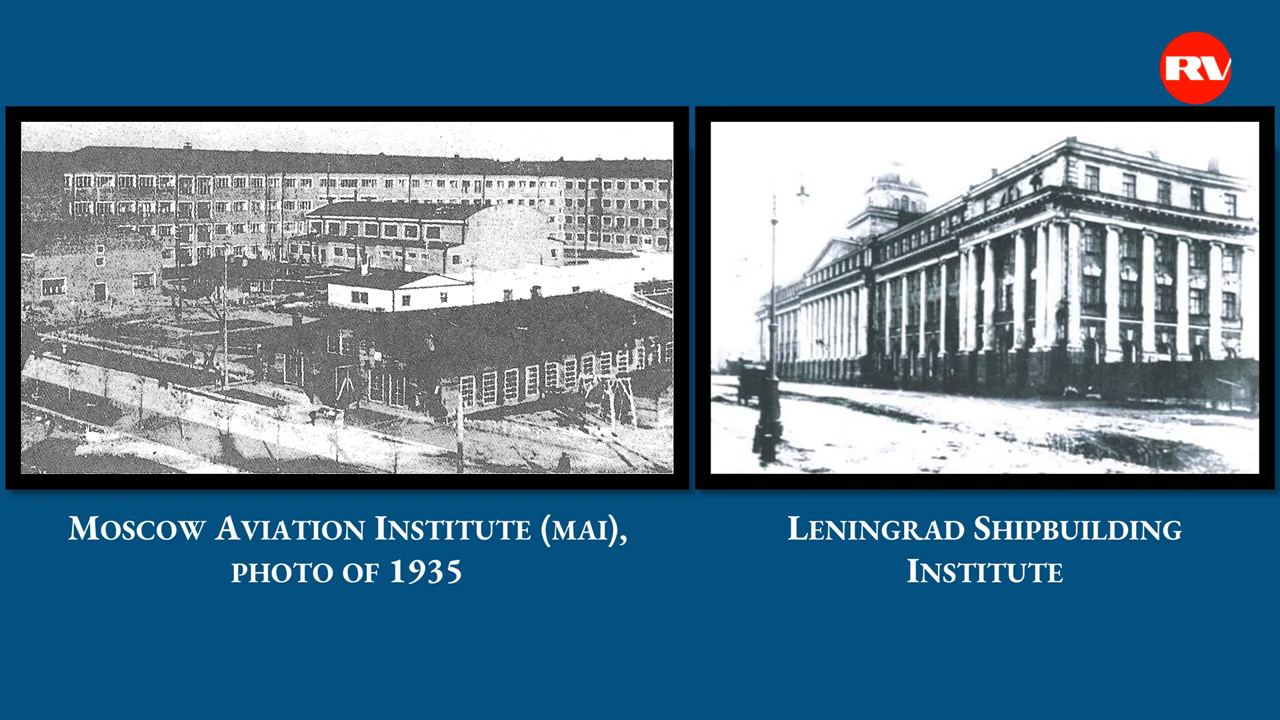 RV
Moscow Aviation Institute (MAI),
photo of 1935
Leningrad Shipbuilding
Institute